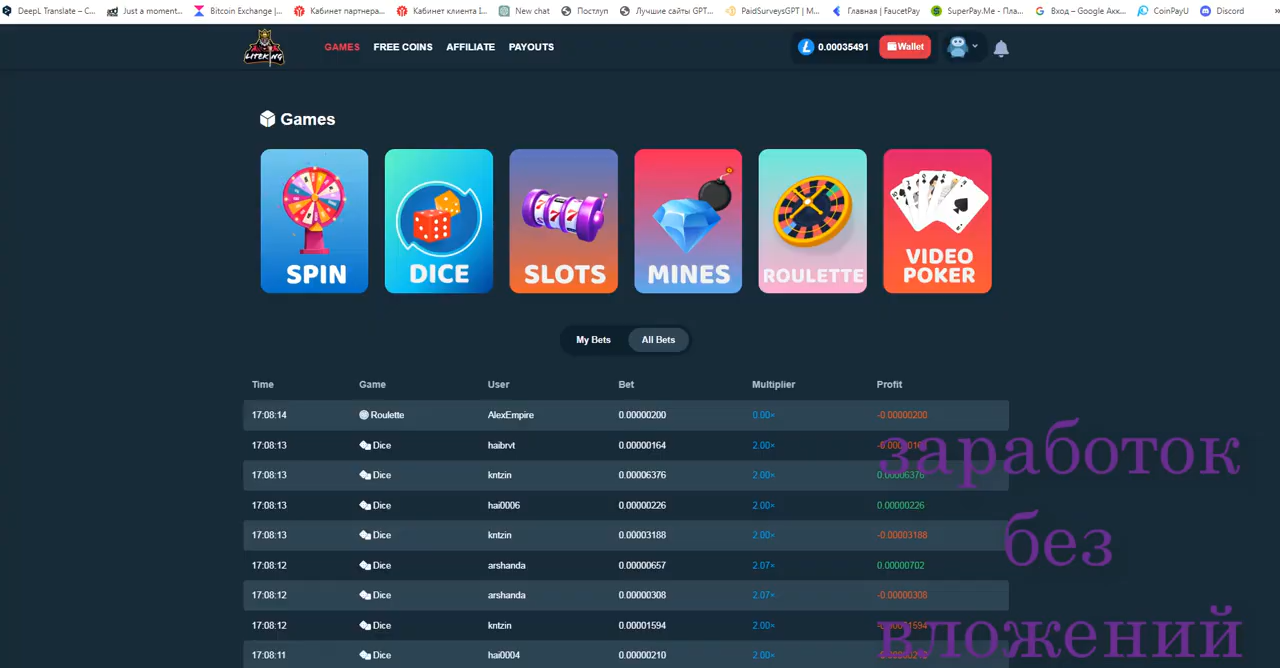 DeepL Translate – С... Just a moment... Bitcoin Exchange |... Кабинет партнера... Кабинет клиента I... New chat Постлуп Лучшие сайты GPT... PaidSurveysGPT | M... Главная | FaucetPay SuperPay.Me - Пла... Вход – Google Акк... CoinPayU Discord »
LITEKING GAMES FREE COINS AFFILIATE PAYOUTS 0.00035491 Wallet
Games
SPIN DICE SLOTS MINES ROULETTE VIDEO POKER
My Bets All Bets
Time Game User Bet Multiplier Profit
17:08:14 Roulette AlexEmpire 0.00000200 0.00× -0.00000200
17:08:13 Dice haibrvt 0.00000164 2.00×
17:08:13 Dice kntzin 0.00006376 2.00× 0.00006376
17:08:13 Dice hai0006 0.00000226 2.00× 0.00000226
17:08:13 Dice kntzin 0.00003188 2.00× -0.00003188
17:08:12 Dice arshanda 0.00000657 2.07× 0.00000702
17:08:12 Dice arshanda 0.00000308 2.07× -0.00000308
17:08:12 Dice kntzin 0.00001594 2.00× -0.00001594
17:08:11 Dice hai0004 0.00000210 2.00×
заработок
без
вложений